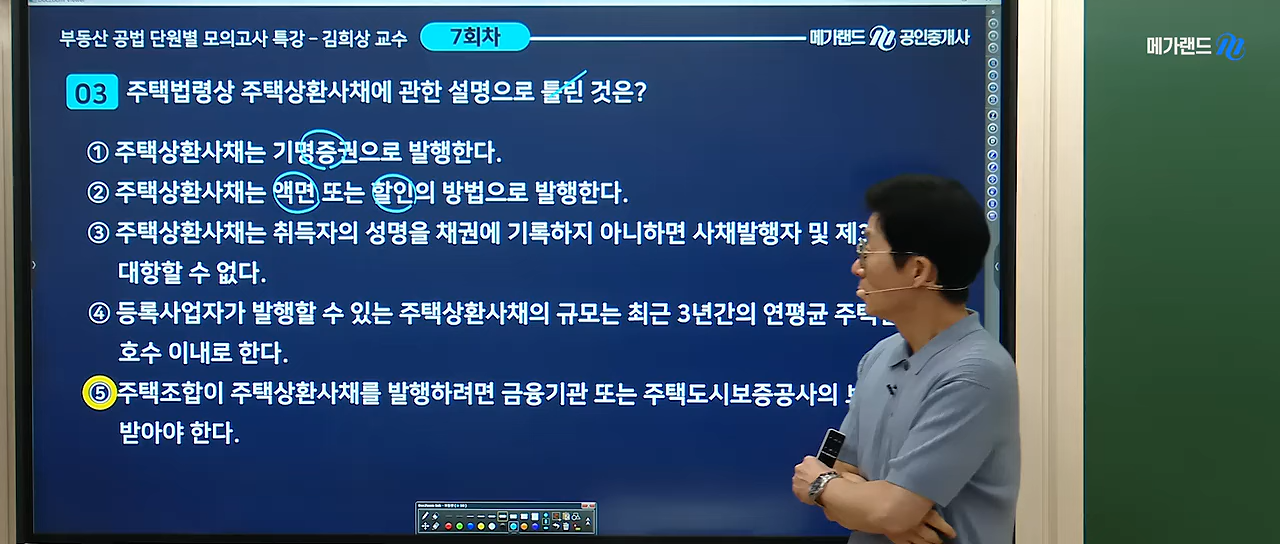 부동산 공법 단원별 모의고사 특강 – 김희상 교수
7회차
메가랜드 공인중개사
메가랜드
03 주택법령상 주택상환사채에 관한 설명으로 틀린 것은?
① 주택상환사채는 기명증권으로 발행한다.
② 주택상환사채는 액면 또는 할인의 방법으로 발행한다.
③ 주택상환사채는 취득자의 성명을 채권에 기록하지 아니하면 사채발행자 및
대항할 수 없다.
④ 등록사업자가 발행할 수 있는 주택상환사채의 규모는 최근 3년간의 연평균
호수 이내로 한다.
⑤ 주택조합이 주택상환사채를 발행하려면 금융기관 또는 주택도시보증공사의
받아야 한다.